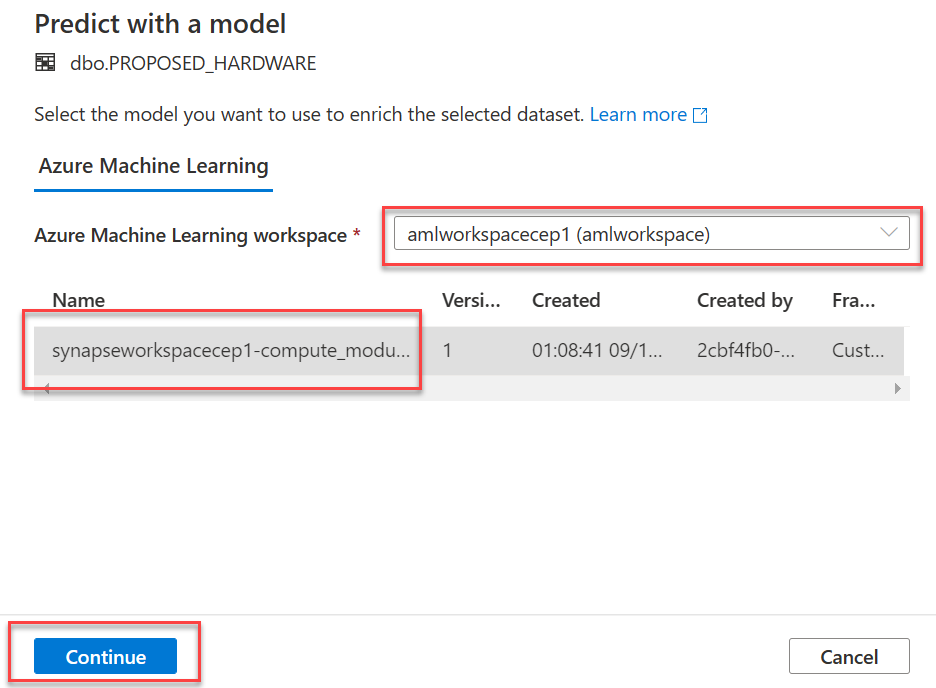 Predict with a model
dbo.PROPOSED_HARDWARE
Select the model you want to use to enrich the selected dataset. Learn more
Azure Machine Learning
Azure Machine Learning workspace * amlworkspacecep1 (amlworkspace)
Name Versi... Created Created by Fra...
synapseworkspacecep1-compute_modu... 1 01:08:41 09/1... 2cbf4fb0-... Cust...
Continue Cancel